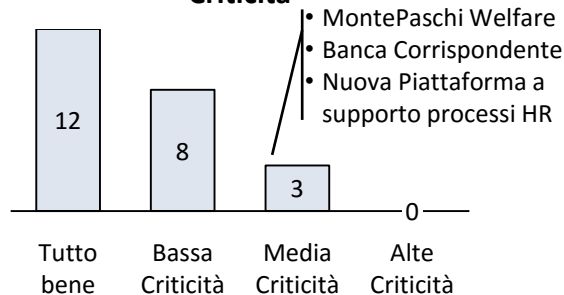 • MontePaschi Welfare
• Banca Corrispondente
• Nuova Piattaforma a
supporto processi HR
12
8
3
0
Tutto
bene
Bassa
Criticità
Media
Criticità
Alte
Criticità